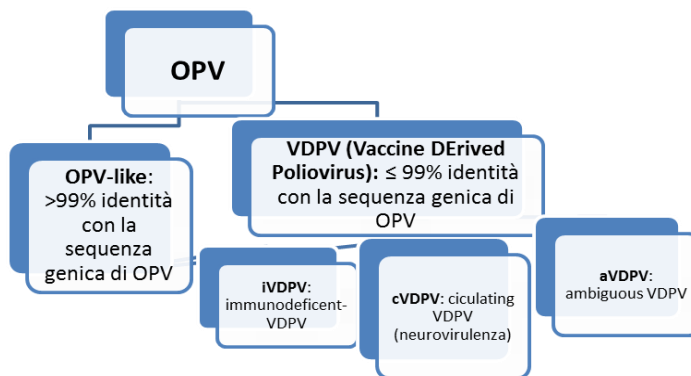 OPV
OPV-like:
>99% identità
con la
sequenza
genica di OPV
VDPV (Vaccine DErived
Poliovirus): ≤ 99% identità
con la sequenza genica di
OPV
iVDPV:
immunodeficent-
VDPV
cVDPV: ciculating
VDPV
(neurovirulenza)
aVDPV:
ambiguous VDPV